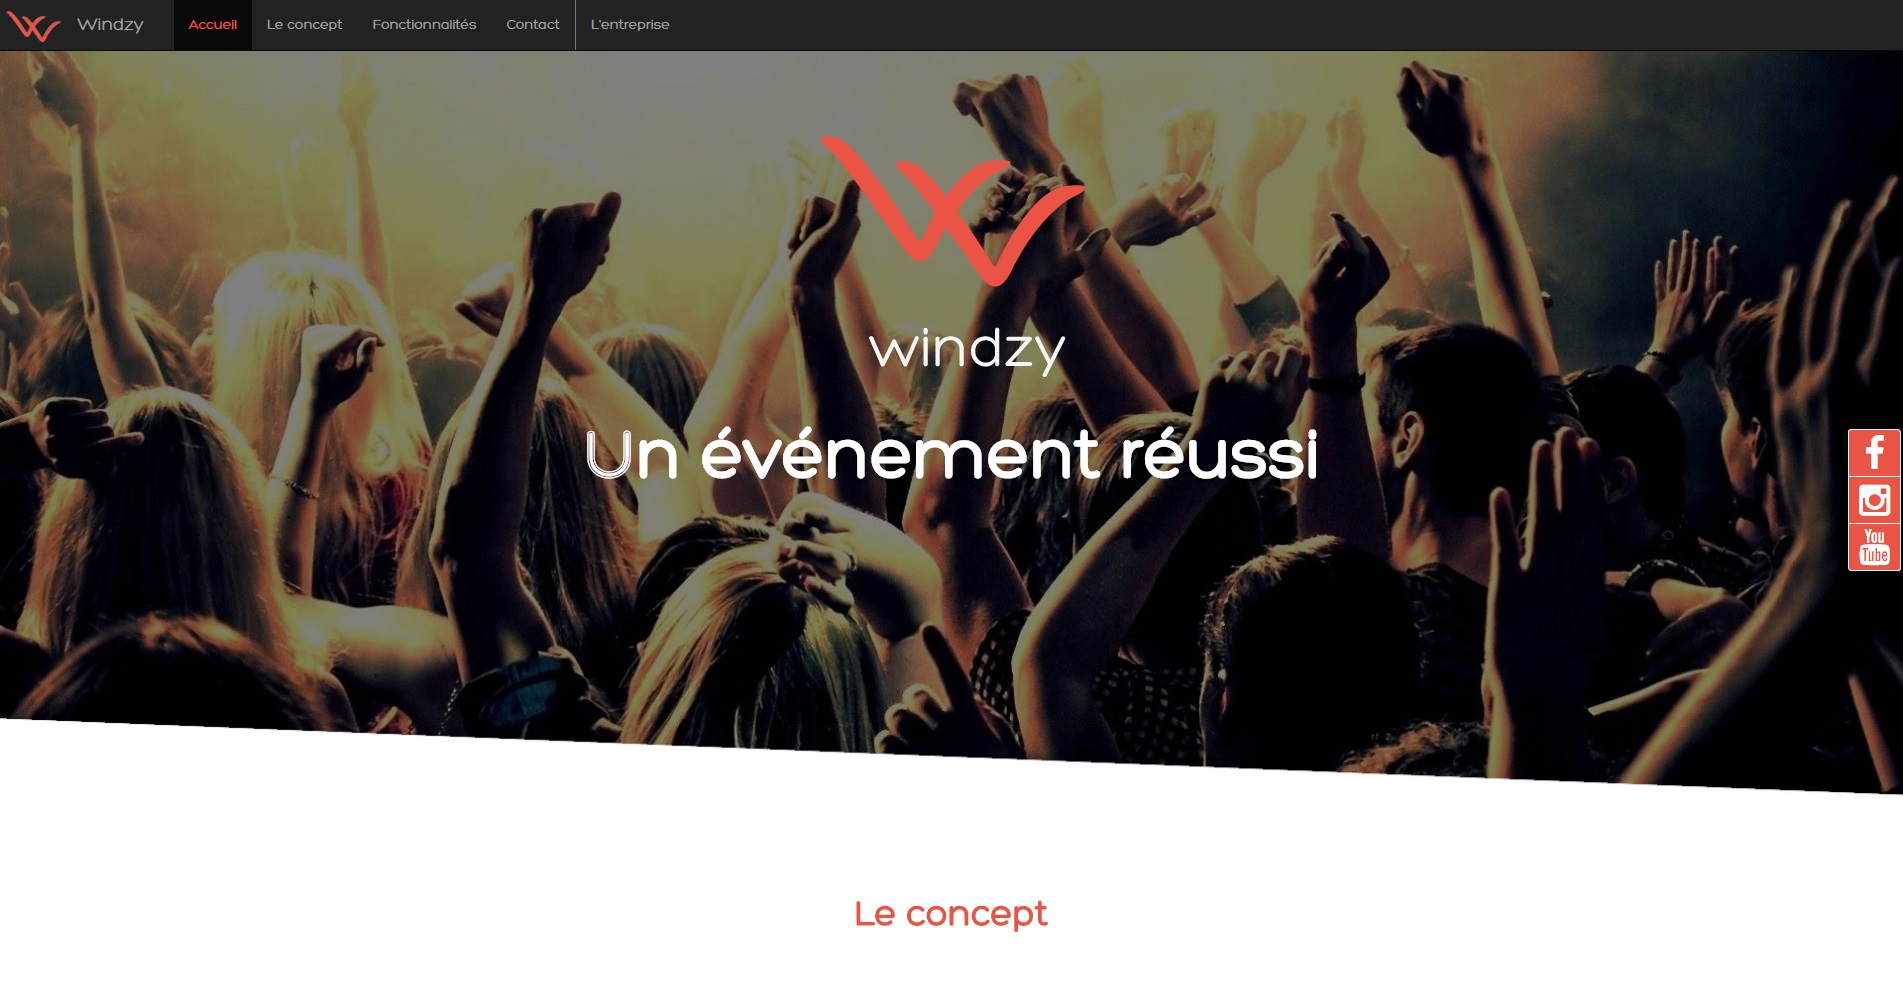 Windzy
Accueil
Le concept
Fonctionnalités
Contact
L'entreprise
windzy
Un événement réussi
You
Tube
Le concept